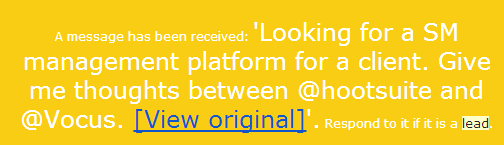 A message has been received: 'Looking for a SM
management platform for a client. Give
me thoughts between @hootsuite and
@Vocus. [View original]'. Respond to it if it is a lead.